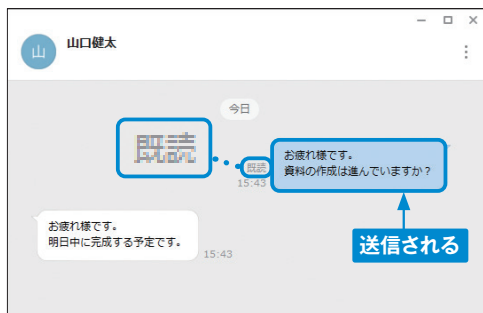 山
山口健太
今日
既読
既読
お疲れ様です。
資料の作成は進んでいますか？
15:43
送信される
お疲れ様です。
明日中に完成する予定です。
15:43